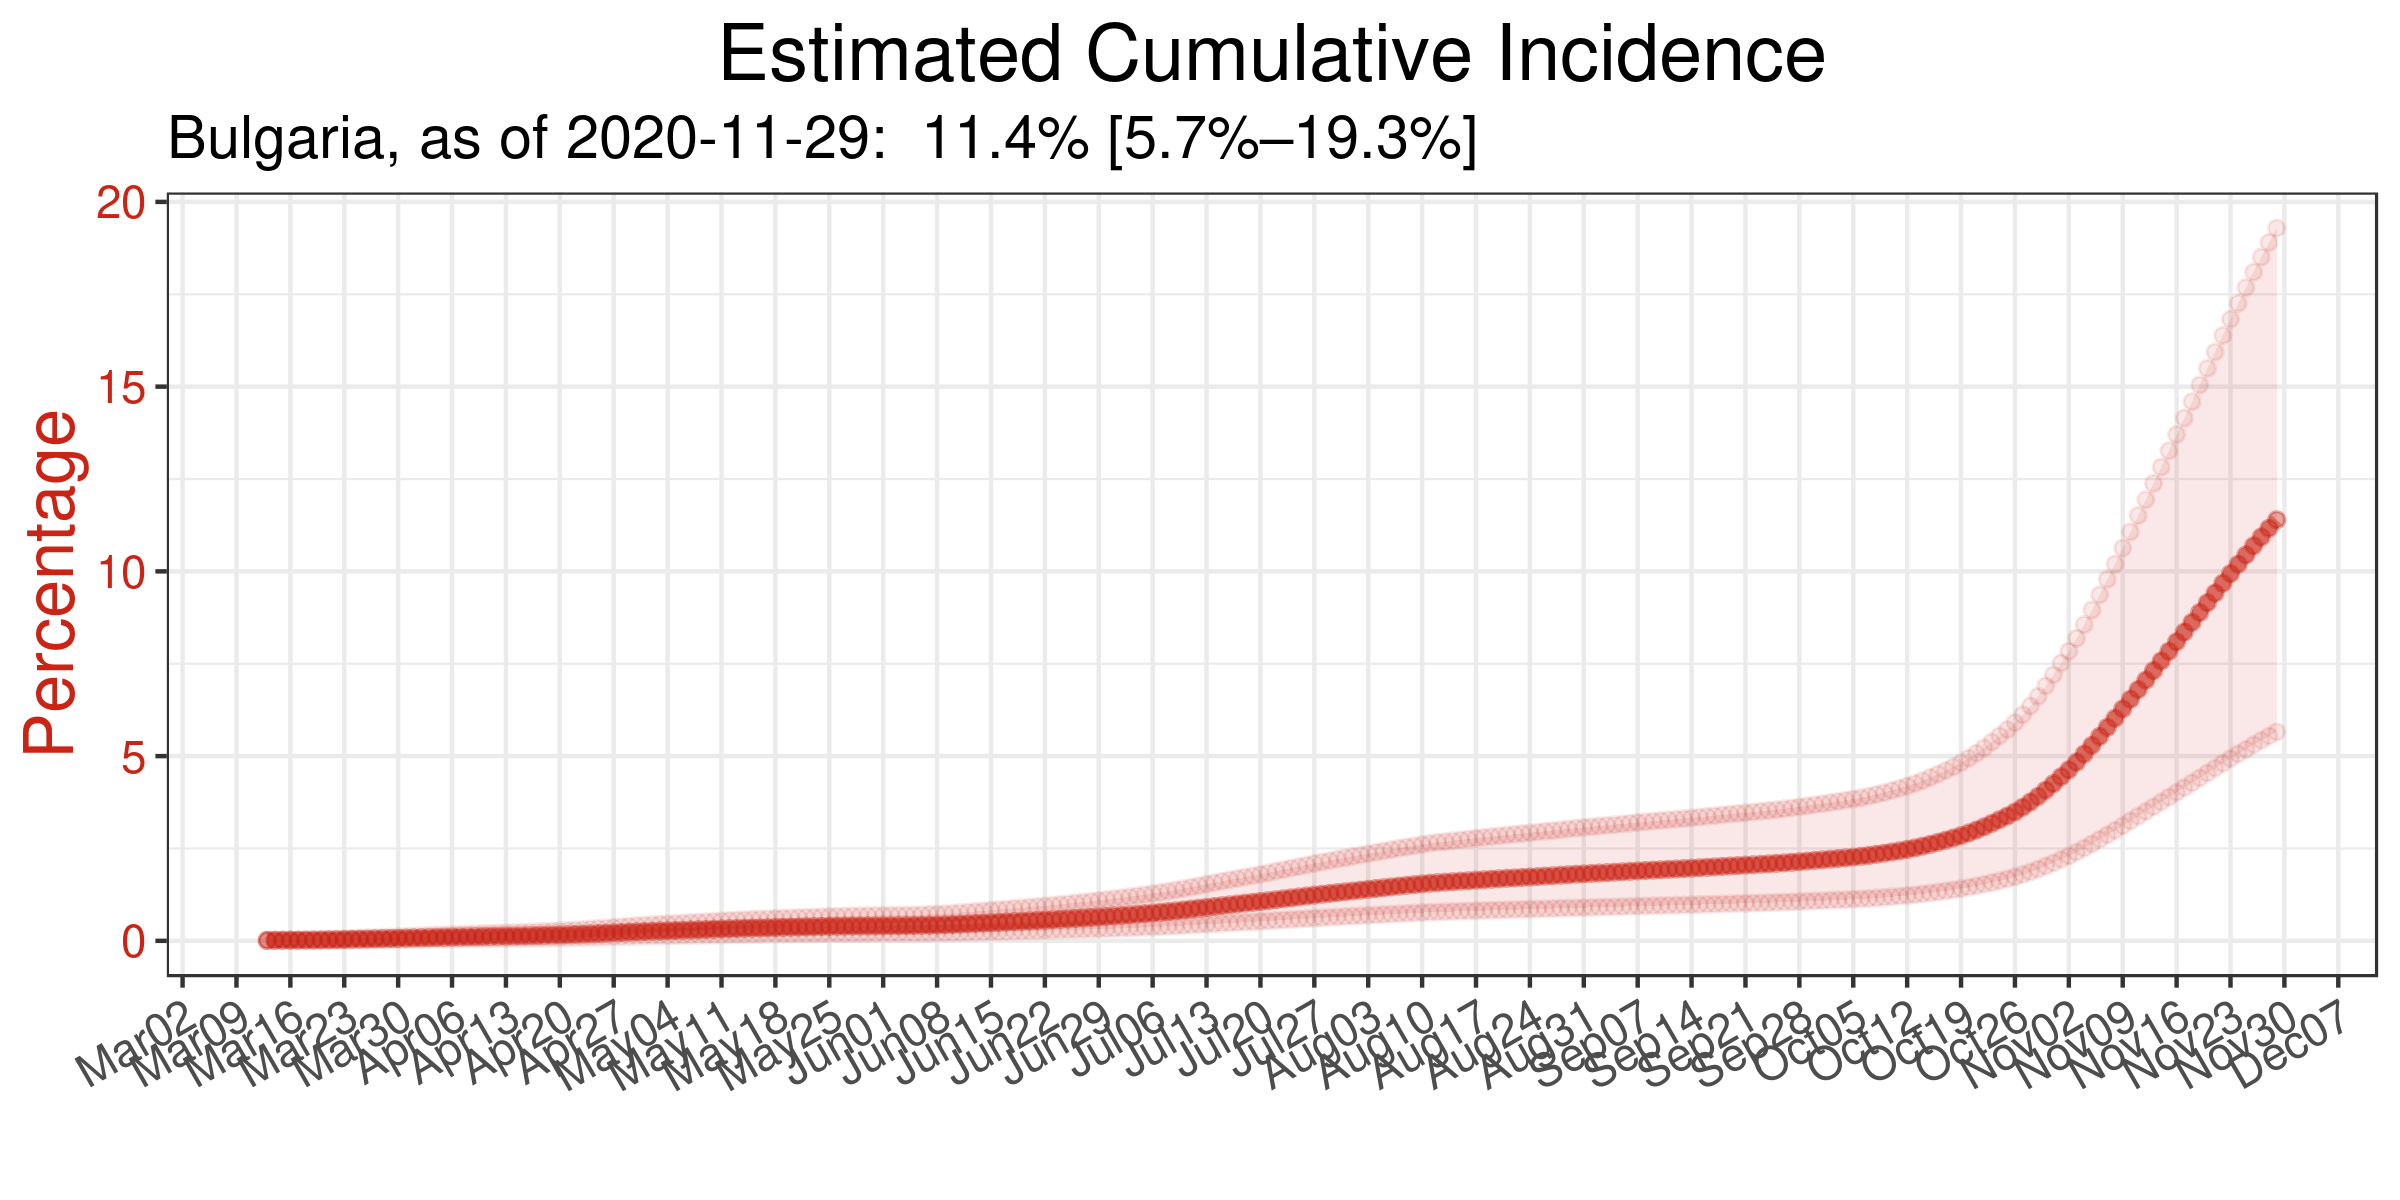 Estimated Cumulative Incidence
Bulgaria, as of 2020-11-29:  11.4% [5.7%–19.3%]
Percentage
20
15
10
5
0
Mar02
Mar09
Mar16
Mar23
Mar30
Apr06
Apr13
Apr20
Apr27
May04
May11
May18
May25
Jun01
Jun08
Jun15
Jun22
Jun29
Jul06
Jul13
Jul20
Jul27
Aug03
Aug10
Aug17
Aug24
Aug31
Sep07
Sep14
Sep21
Sep28
Oct05
Oct12
Oct19
Oct26
Nov02
Nov09
Nov16
Nov23
Nov30
Dec07